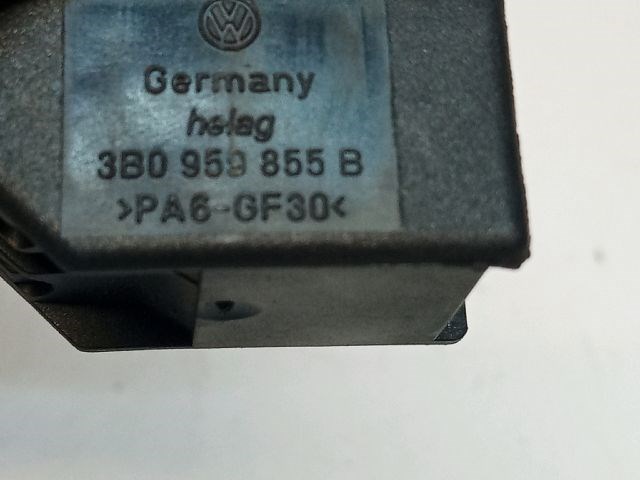 Germany
helag
3B0 959 855 B
>PA6-GF30<